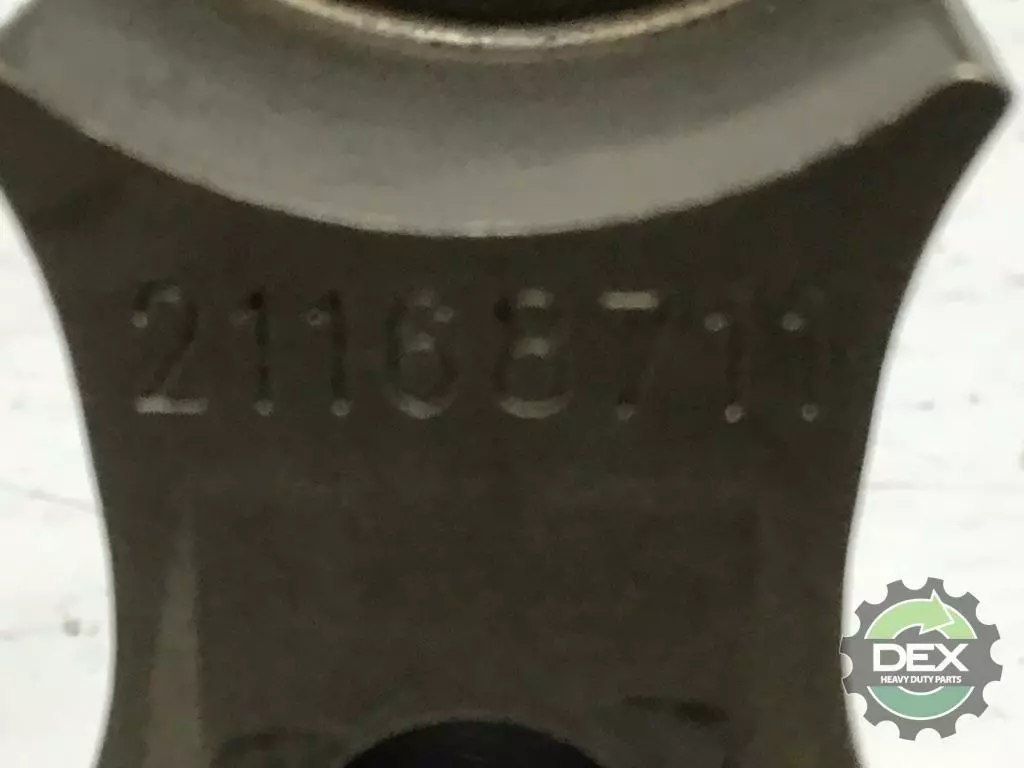 21168711
DEX
HEAVY DUTY PARTS